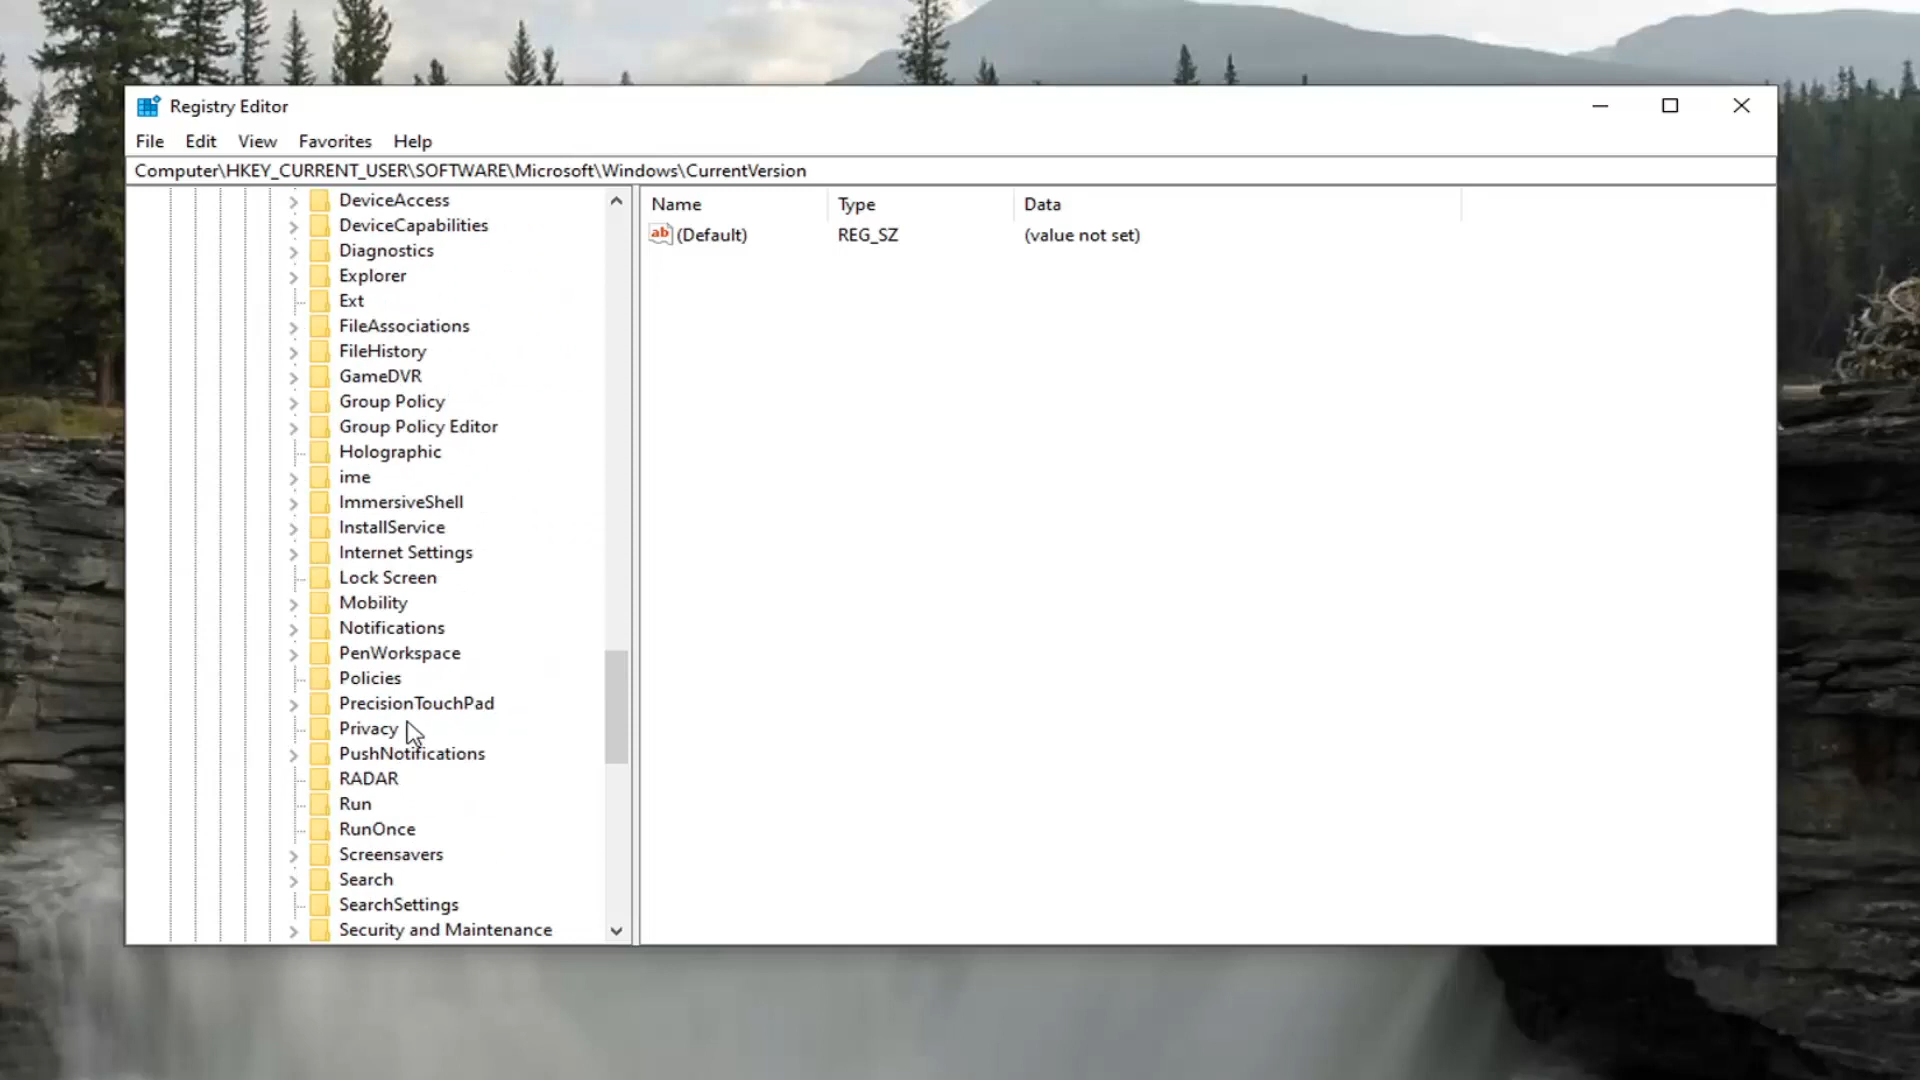 Registry Editor
File Edit View Favorites Help
Computer\HKEY_CURRENT_USER\SOFTWARE\Microsoft\Windows\CurrentVersion
DeviceAccess
DeviceCapabilities
Diagnostics
Explorer
Ext
FileAssociations
FileHistory
GameDVR
Group Policy
Group Policy Editor
Holographic
ime
ImmersiveShell
InstallService
Internet Settings
Lock Screen
Mobility
Notifications
PenWorkspace
Policies
PrecisionTouchPad
Privacy
PushNotifications
RADAR
Run
RunOnce
Screensavers
Search
SearchSettings
Security and Maintenance
Name Type Data
ab (Default) REG_SZ (value not set)